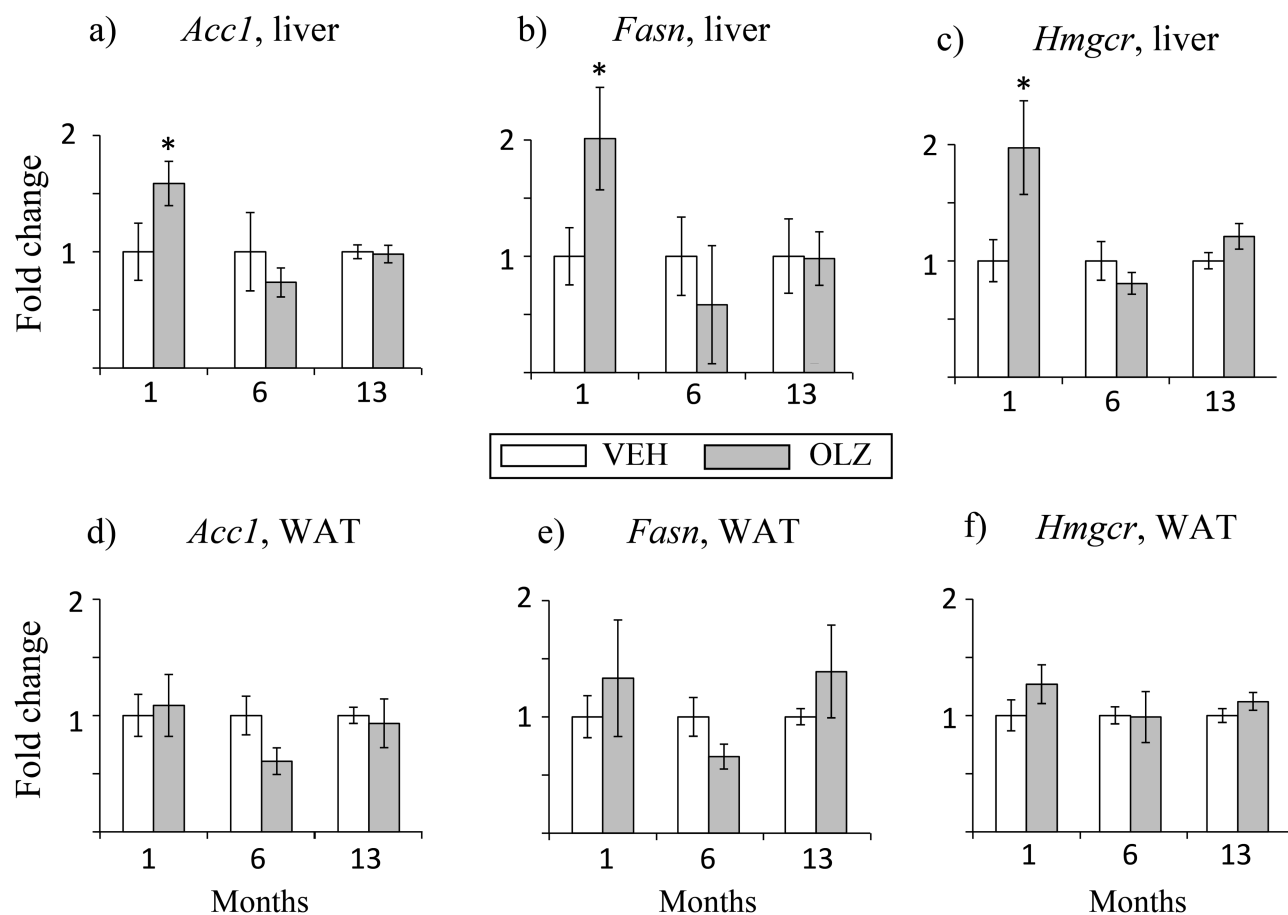 a) Acc1, liver
*
2
1
Fold change
1 6 13
b) Fasn, liver
*
2
1
1 6 13
c) Hmgcr, liver
*
2
1
1 6 13
VEH OLZ
d) Acc1, WAT
2
1
Fold change
1 6 13
Months
e) Fasn, WAT
2
1
1 6 13
Months
f) Hmgcr, WAT
2
1
1 6 13
Months